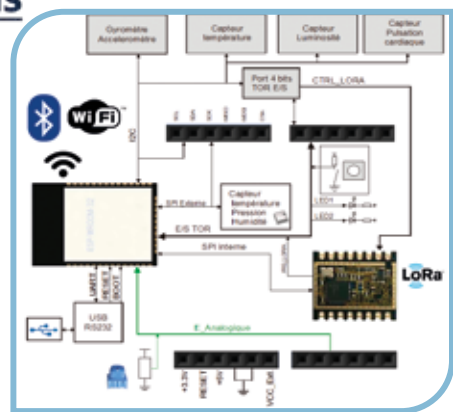 Gyromètre
Accéléromètre
Capteur
température
Capteur
Luminosité
Capteur
Pulsation
cardiaque
Port 4 bits
TOR E/S
CTRL_LORA
I2C
WiFi
SPI Externe
Capteur
température
Pression
Humidité
LED1
LED2
E/S TOR
SPI interne
LoRa
UART
RESET
BOOT
USB
RS232
E_Analogique
+3.3V
RESET
+5V
VCC_Ext